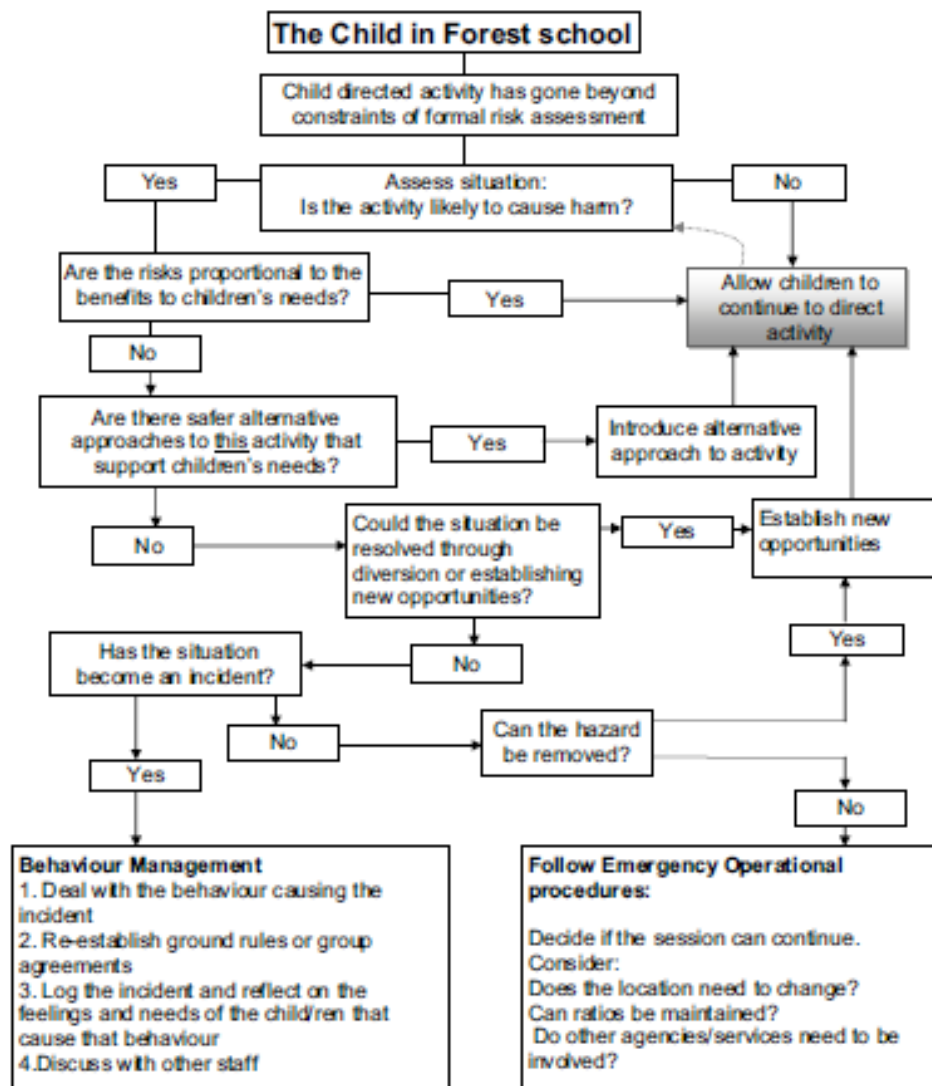 The Child in Forest school
Child directed activity has gone beyond
constraints of formal risk assessment
Yes
Assess situation:
Is the activity likely to cause harm?
No
Are the risks proportional to the
benefits to children's needs?
Yes
Allow children to
continue to direct
activity
No
Are there safer alternative
approaches to this activity that
support children's needs?
Yes
Introduce alternative
approach to activity
No
Could the situation be
resolved through
diversion or establishing
new opportunities?
Yes
Establish new
opportunities
Has the situation
become an incident?
No
Yes
No
Can the hazard
be removed?
Yes
No
Behaviour Management
1. Deal with the behaviour causing the
incident
2. Re-establish ground rules or group
agreements
3. Log the incident and reflect on the
feelings and needs of the child/ren that
cause that behaviour
4.Discuss with other staff
Follow Emergency Operational
procedures:
Decide if the session can continue.
Consider:
Does the location need to change?
Can ratios be maintained?
Do other agencies/services need to be
involved?